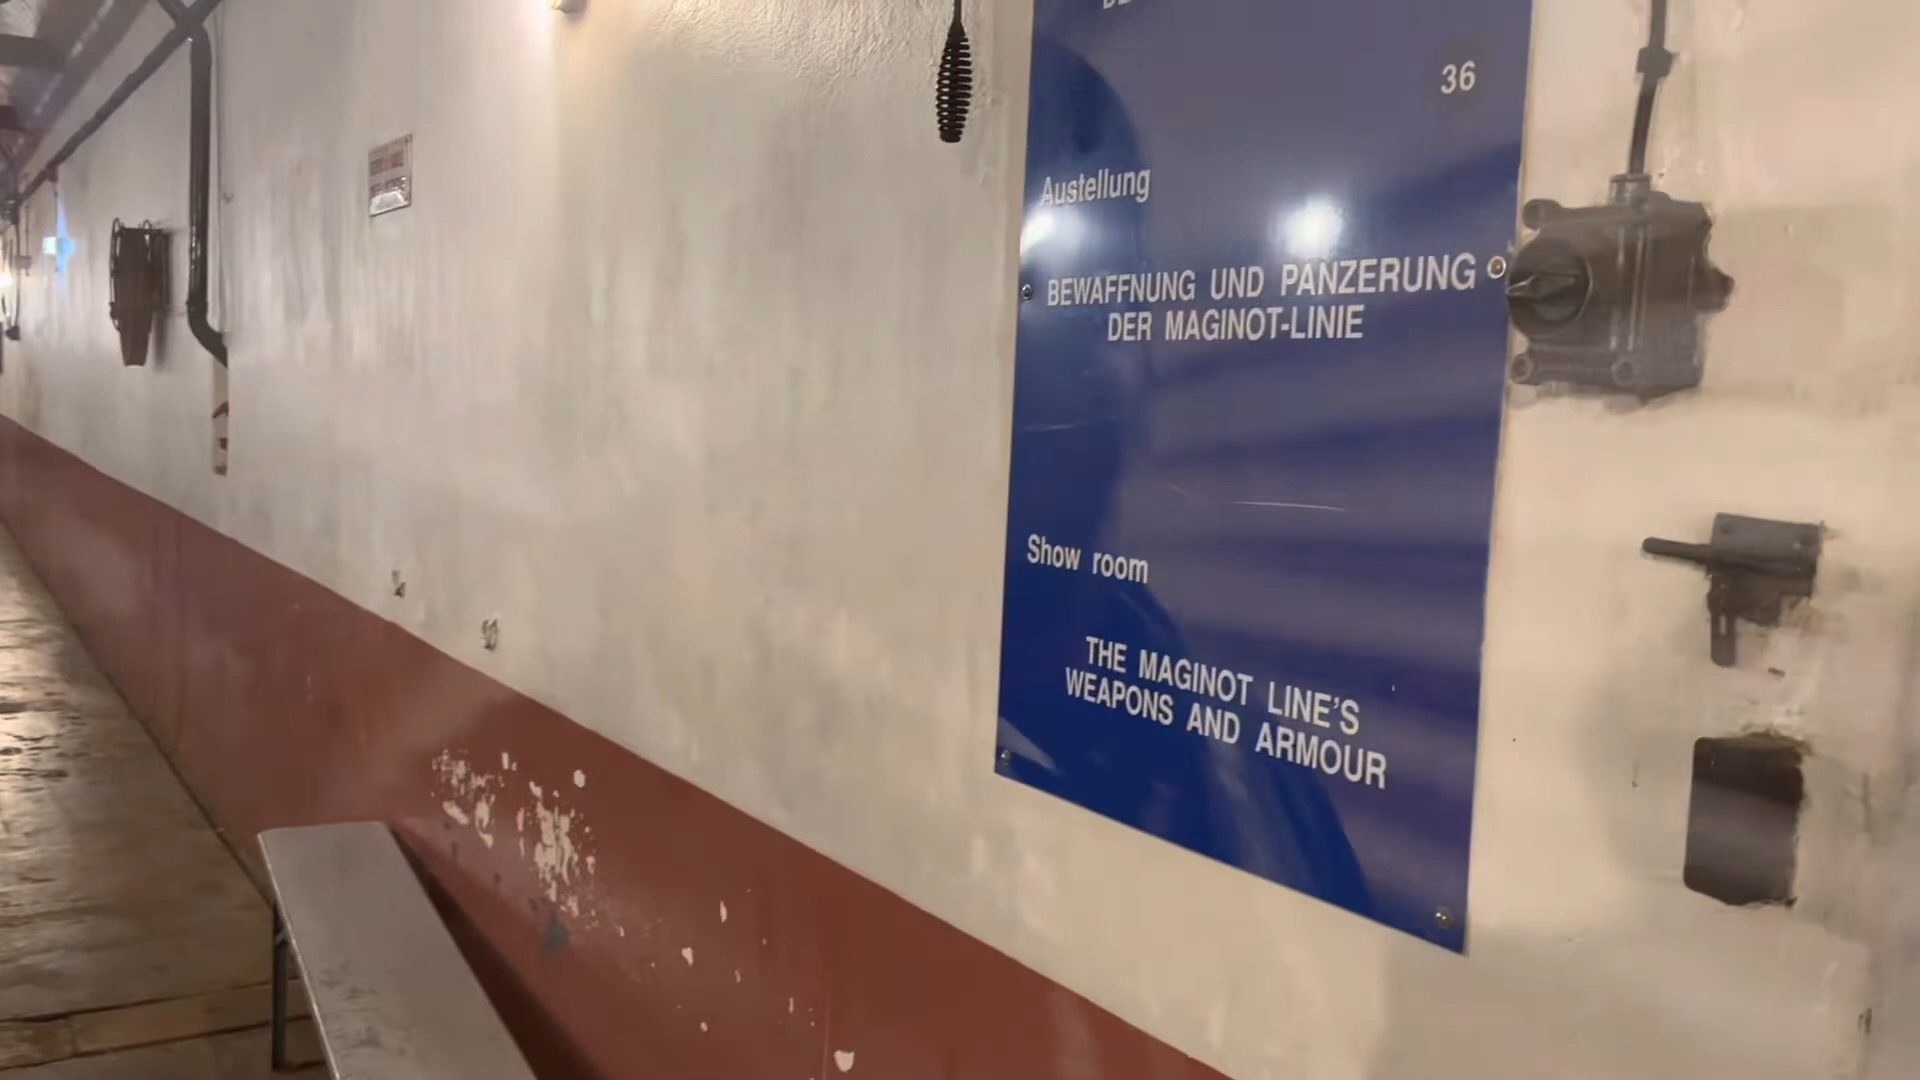 36
Austellung
BEWAFFNUNG UND PANZERUNG
DER MAGINOT-LINIE
Show room
THE MAGINOT LINE'S
WEAPONS AND ARMOUR